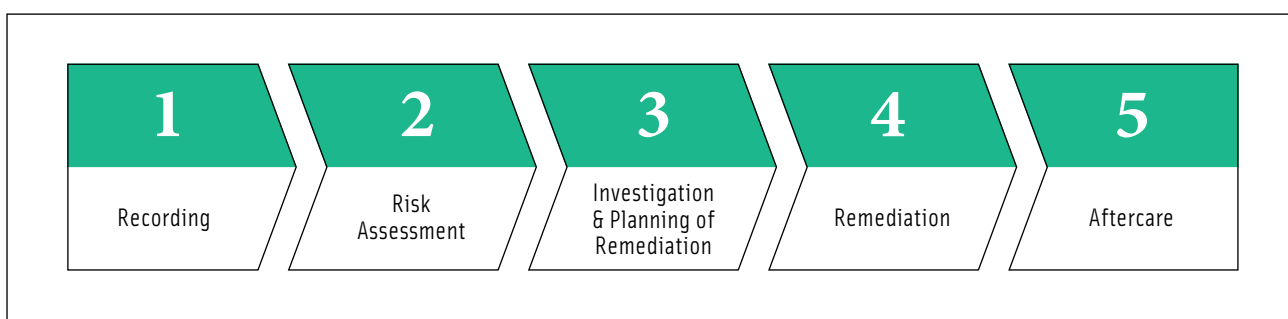 1
Recording
2
Risk
Assessment
3
Investigation
& Planning of
Remediation
4
Remediation
5
Aftercare